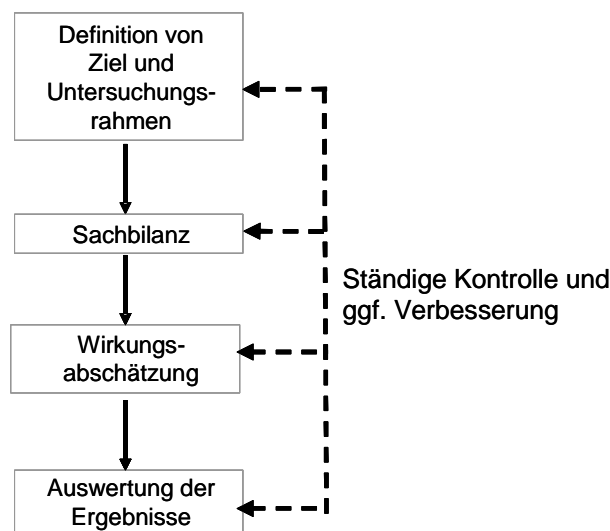 Definition von
Ziel und
Untersuchungs-
rahmen
Sachbilanz
Ständige Kontrolle und
ggf. Verbesserung
Wirkungs-
abschätzung
Auswertung der
Ergebnisse